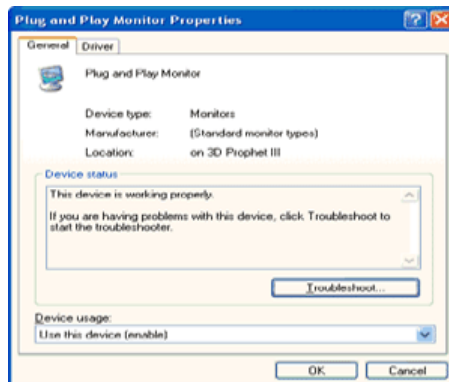 Plug and Play Monitor Properties
General Driver
Plug and Play Monitor
Device type: Monitors
Manufacturer: (Standard monitor types)
Location: on 3D Prophet III
Device status
This device is working properly.
If you are having problems with this device, click Troubleshoot to
start the troubleshooter.
Troubleshoot...
Device usage:
Use this device (enable)
OK Cancel